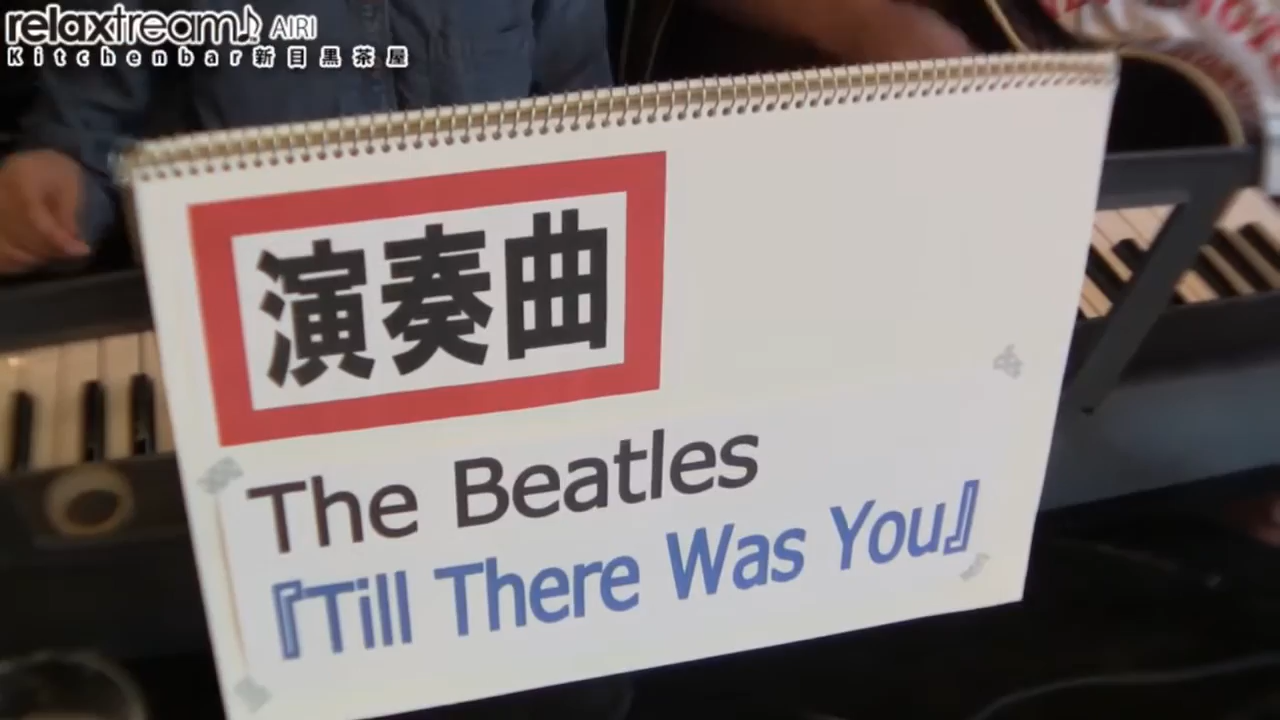 relaxtream♪ AIRI
Kitchenbar新目黒茶屋
演奏曲
The Beatles
『Till There Was You』